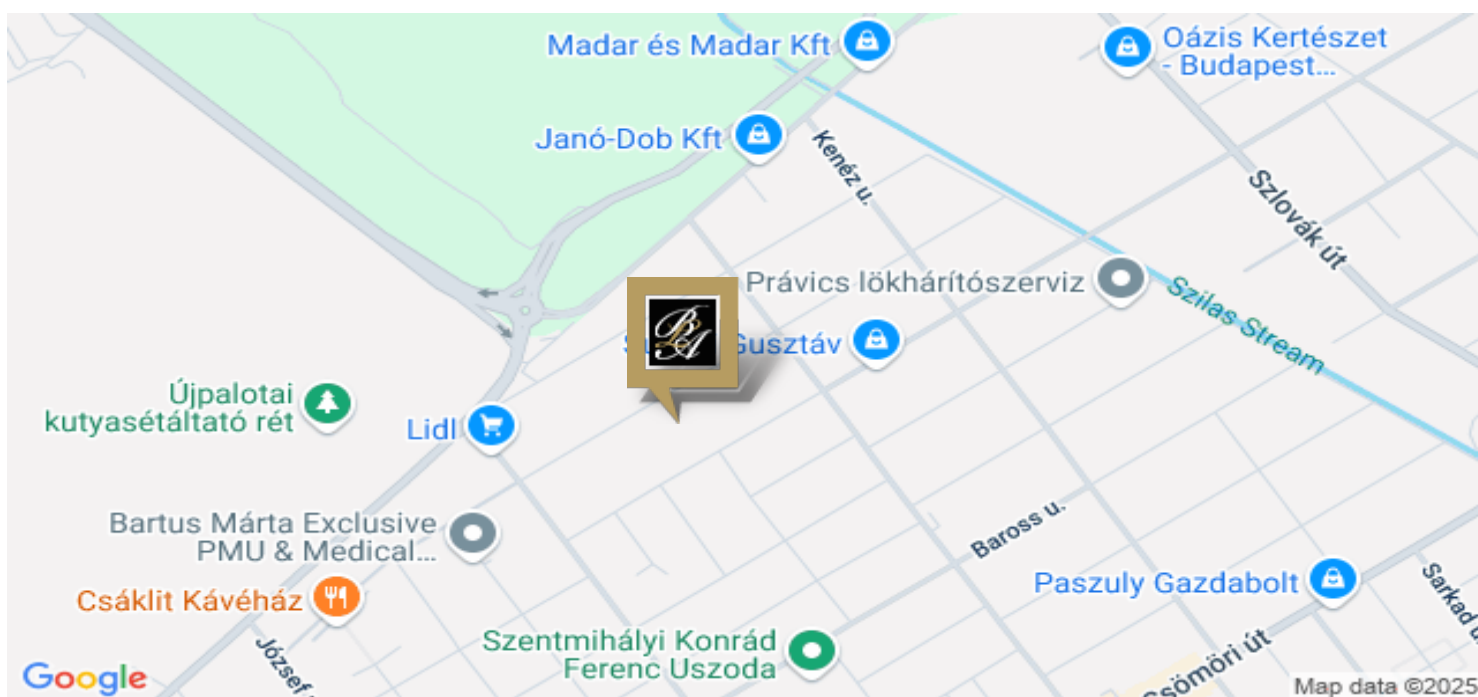 Madar és Madar Kft
Oázis Kertészet
- Budapest...
Janó-Dob Kft
Kenéz u.
Szlovák út
Právics lökhárítószerviz
Szilas Stream
Gusztáv
Újpalotai
kutyasétáltató rét
Lidl
Bartus Márta Exclusive
PMU & Medical...
Baross u.
Paszuly Gazdabolt
Csáklit Kávéház
Sarkad u.
Szentmihályi Konrád
Ferenc Uszoda
József
Csömöri út
Google
Map data ©2025